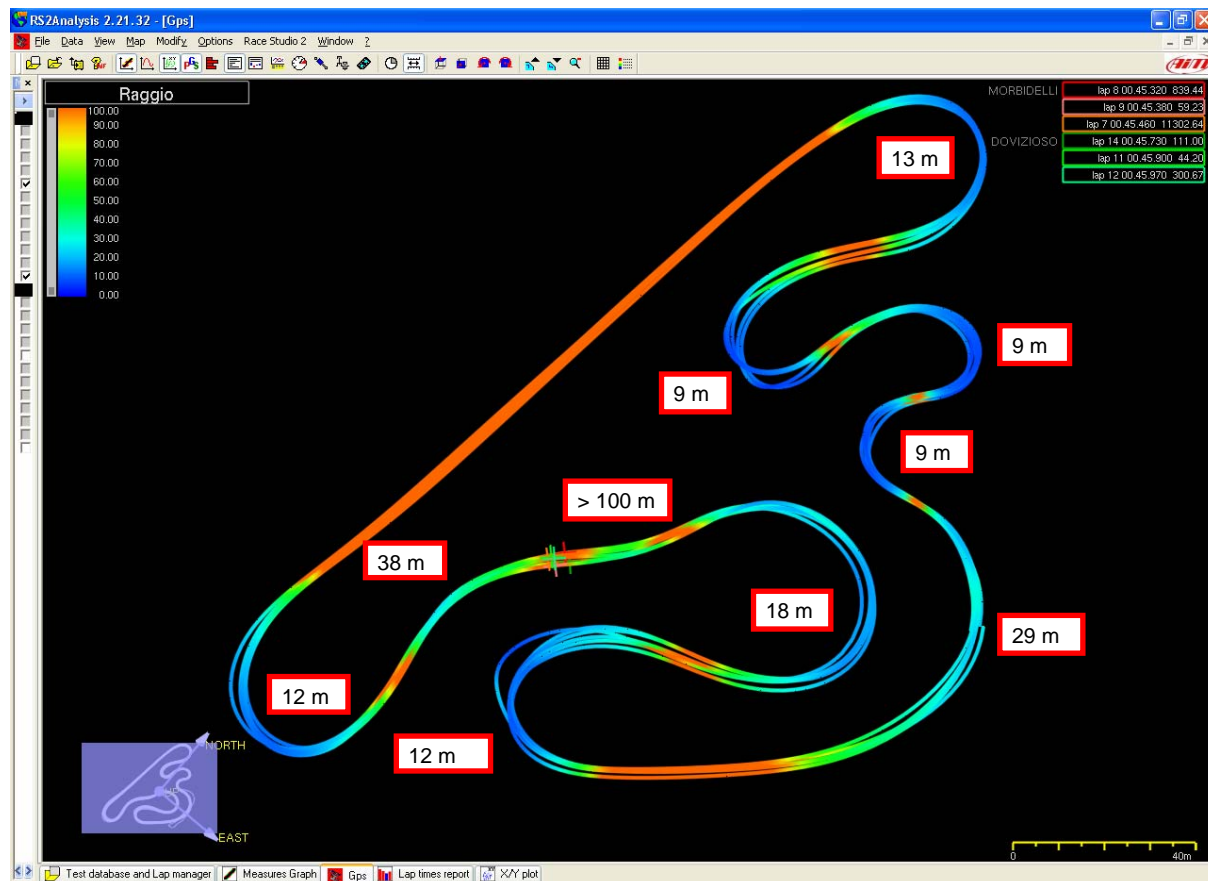 RS2Analysis 2.21.32 - [Gps]
File Data View Map Modify Options Race Studio 2 Window ?
AiM
Raggio
100.00
90.00
80.00
70.00
60.00
50.00
40.00
30.00
20.00
10.00
0.00
MORBIDELLI
lap 8 00.45.320 839.44
lap 9 00.45.380 59.23
lap 7 00.45.460 11302.64
DOVIZIOSO
lap 14 00.45.730 111.00
lap 11 00.45.900 44.20
lap 12 00.45.970 300.67
13 m
9 m
9 m
9 m
> 100 m
38 m
18 m
29 m
12 m
12 m
NORTH
EAST
0 40m
Test database and Lap manager Measures Graph Gps Lap times report X/Y plot